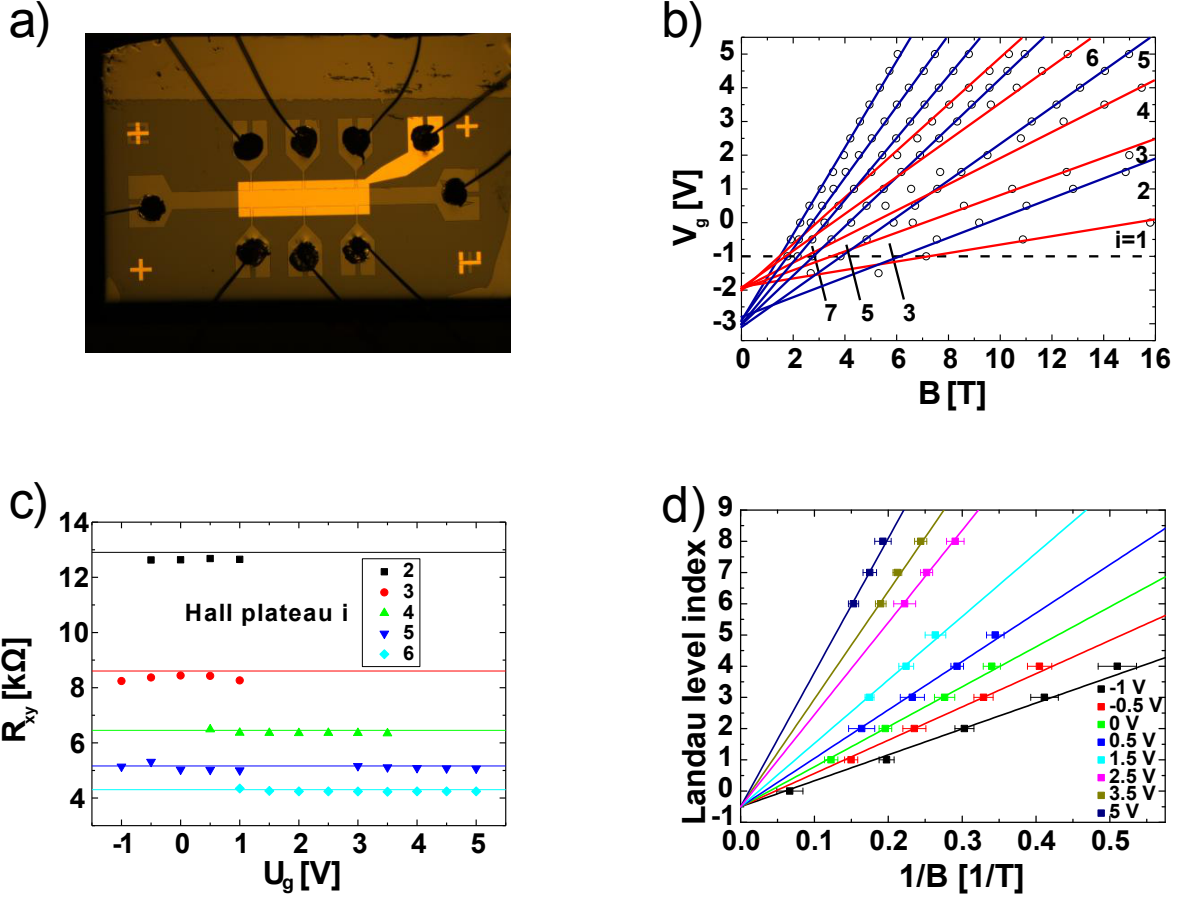 a)
b)
5
4
3
2
1
0
-1
-2
-3
V_g [V]
0 2 4 6 8 10 12 14 16
B [T]
6
5
4
3
2
i=1
7 5 3
c)
14
12
10
8
6
4
R_xy [kΩ]
-1 0 1 2 3 4 5
U_g [V]
Hall plateau i
2
3
4
5
6
d)
9
8
7
6
5
4
3
2
1
0
-1
Landau level index
0.0 0.1 0.2 0.3 0.4 0.5
1/B [1/T]
-1 V
-0.5 V
0 V
0.5 V
1.5 V
2.5 V
3.5 V
5 V